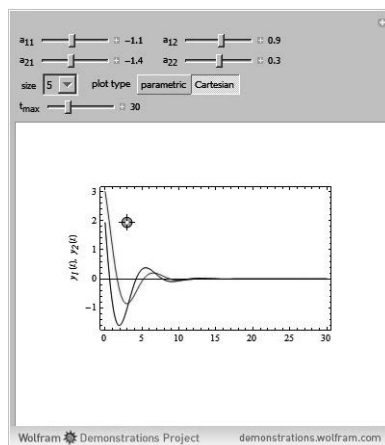 a11 -1.1 a12 0.9
a21 -1.4 a22 0.3
size 5 plot type parametric Cartesian
tmax 30
3
2
1
0
-1
y1(t), y2(t)
0 5 10 15 20 25 30
Wolfram Demonstrations Project demonstrations.wolfram.com